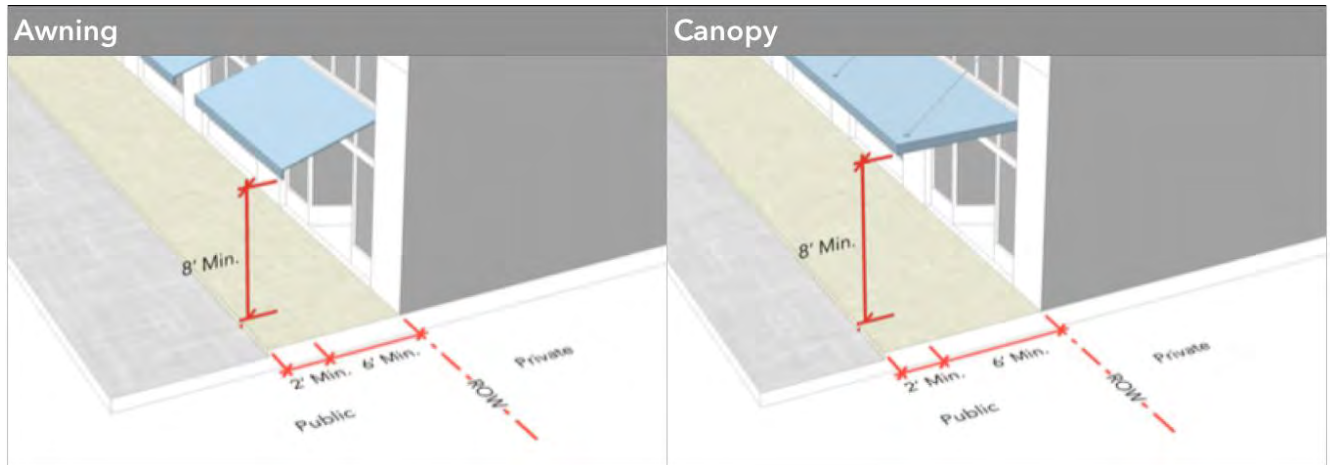 Awning
8' Min.
2' Min.
6' Min.
Private
ROW
Public
Canopy
8' Min.
2' Min.
6' Min.
Private
ROW
Public